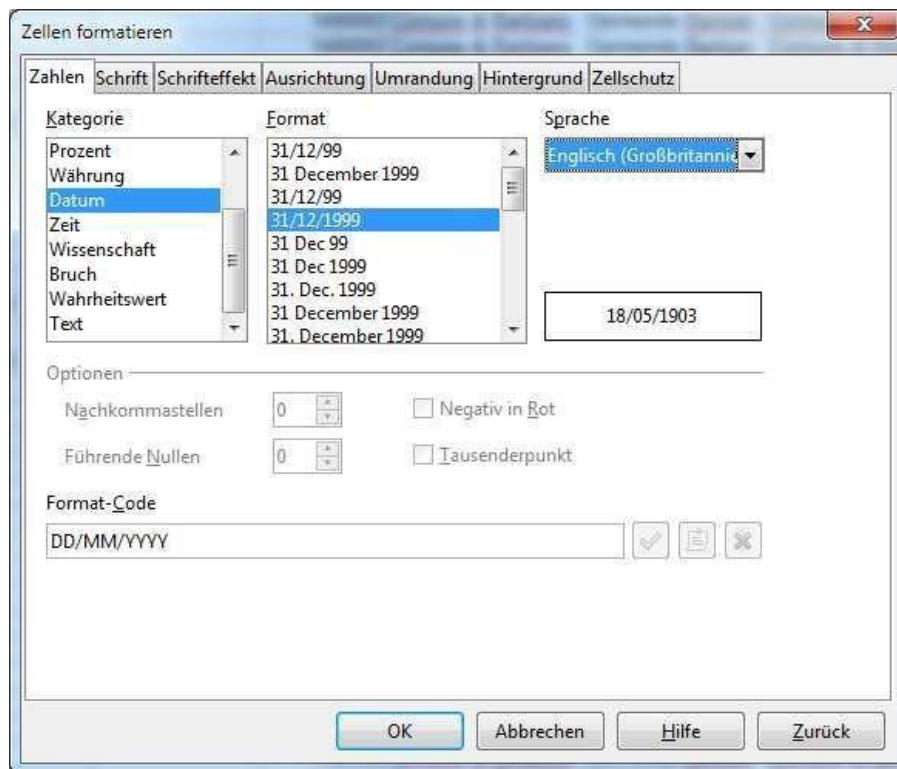 Zellen formatieren
Zahlen Schrift Schrifteffekt Ausrichtung Umrandung Hintergrund Zellschutz
Kategorie
Prozent
Währung
Datum
Zeit
Wissenschaft
Bruch
Wahrheitswert
Text
Format
31/12/99
31 December 1999
31/12/99
31/12/1999
31 Dec 99
31 Dec 1999
31. Dec. 1999
31 December 1999
31. December 1999
Sprache
Englisch (Großbritannie
18/05/1903
Optionen
Nachkommastellen 0 Negativ in Rot
Führende Nullen 0 Tausenderpunkt
Format-Code
DD/MM/YYYY
OK Abbrechen Hilfe Zurück